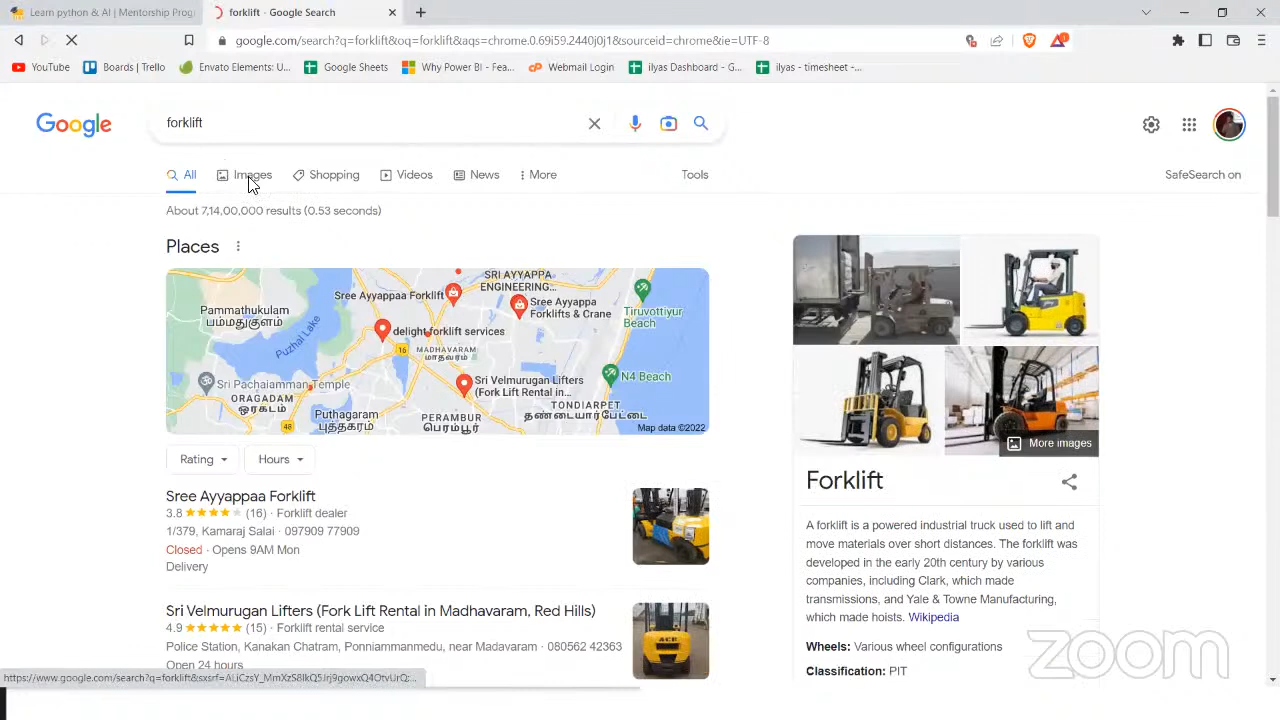 Learn python & AI | Mentorship Prog
forklift - Google Search
google.com/search?q=forklift&oq=forklift&aqs=chrome.0.69i59.2440j0j1&sourceid=chrome&ie=UTF-8
YouTube
Boards | Trello
Envato Elements: U...
Google Sheets
Why Power BI - Fea...
Webmail Login
ilyas Dashboard - G...
ilyas - timesheet -...
Google
forklift
All
Images
Shopping
Videos
News
More
Tools
SafeSearch on
About 7,14,00,000 results (0.53 seconds)
Places
Pammathukulam
பம்மதுகுளம்
Puzhal Lake
Sri Pachaiamman Temple
ORAGADAM
ஒரகடம்
48
Puthagaram
புத்தகரம்
Sree Ayyappaa Forklift
delight forklift services
16
MADHAVARAM
மாதவரம்
SRI AYYAPPA
ENGINEERING...
Sree Ayyappa
Forklifts & Crane
Tiruvottiyur
Beach
Sri Velmurugan Lifters
(Fork Lift Rental in...
N4 Beach
PERAMBUR
பெரம்பூர்
TONDIARPET
தண்டையார்பேட்டை
Map data ©2022
Rating
Hours
Sree Ayyappaa Forklift
3.8 (16) · Forklift dealer
1/379, Kamaraj Salai · 097909 77909
Closed · Opens 9AM Mon
Delivery
Sri Velmurugan Lifters (Fork Lift Rental in Madhavaram, Red Hills)
4.9 (15) · Forklift rental service
Police Station, Kanakan Chatram, Ponniammanmedu, near Madavaram · 080562 42363
Open 24 hours
ACE
More images
Forklift
A forklift is a powered industrial truck used to lift and
move materials over short distances. The forklift was
developed in the early 20th century by various
companies, including Clark, which made
transmissions, and Yale & Towne Manufacturing,
which made hoists. Wikipedia
Wheels: Various wheel configurations
Classification: PIT
zoom